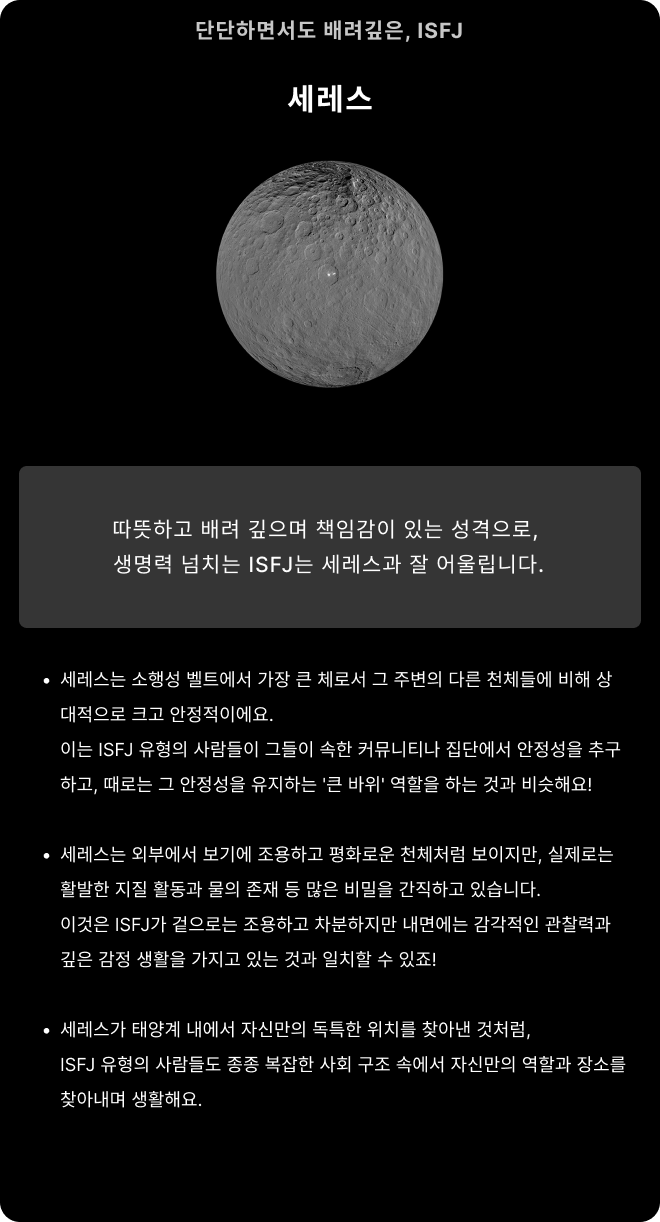 단단하면서도 배려깊은, ISFJ
세레스
따뜻하고 배려 깊으며 책임감이 있는 성격으로,
생명력 넘치는 ISFJ는 세레스과 잘 어울립니다.
• 세레스는 소행성 벨트에서 가장 큰 체로서 그 주변의 다른 천체들에 비해 상
대적으로 크고 안정적이에요.
이는 ISFJ 유형의 사람들이 그들이 속한 커뮤니티나 집단에서 안정성을 추구
하고, 때로는 그 안정성을 유지하는 '큰 바위' 역할을 하는 것과 비슷해요!
• 세레스는 외부에서 보기에 조용하고 평화로운 천체처럼 보이지만, 실제로는
활발한 지질 활동과 물의 존재 등 많은 비밀을 간직하고 있습니다.
이것은 ISFJ가 겉으로는 조용하고 차분하지만 내면에는 감각적인 관찰력과
깊은 감정 생활을 가지고 있는 것과 일치할 수 있죠!
• 세레스가 태양계 내에서 자신만의 독특한 위치를 찾아낸 것처럼,
ISFJ 유형의 사람들도 종종 복잡한 사회 구조 속에서 자신만의 역할과 장소를
찾아내며 생활해요.